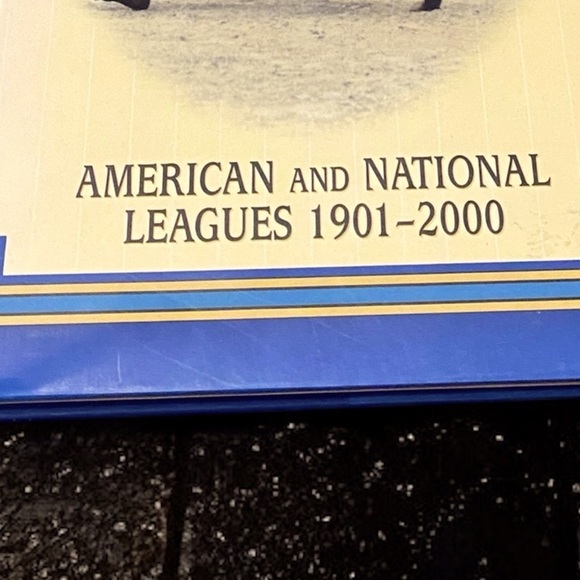 AMERICAN AND NATIONAL
LEAGUES 1901–2000